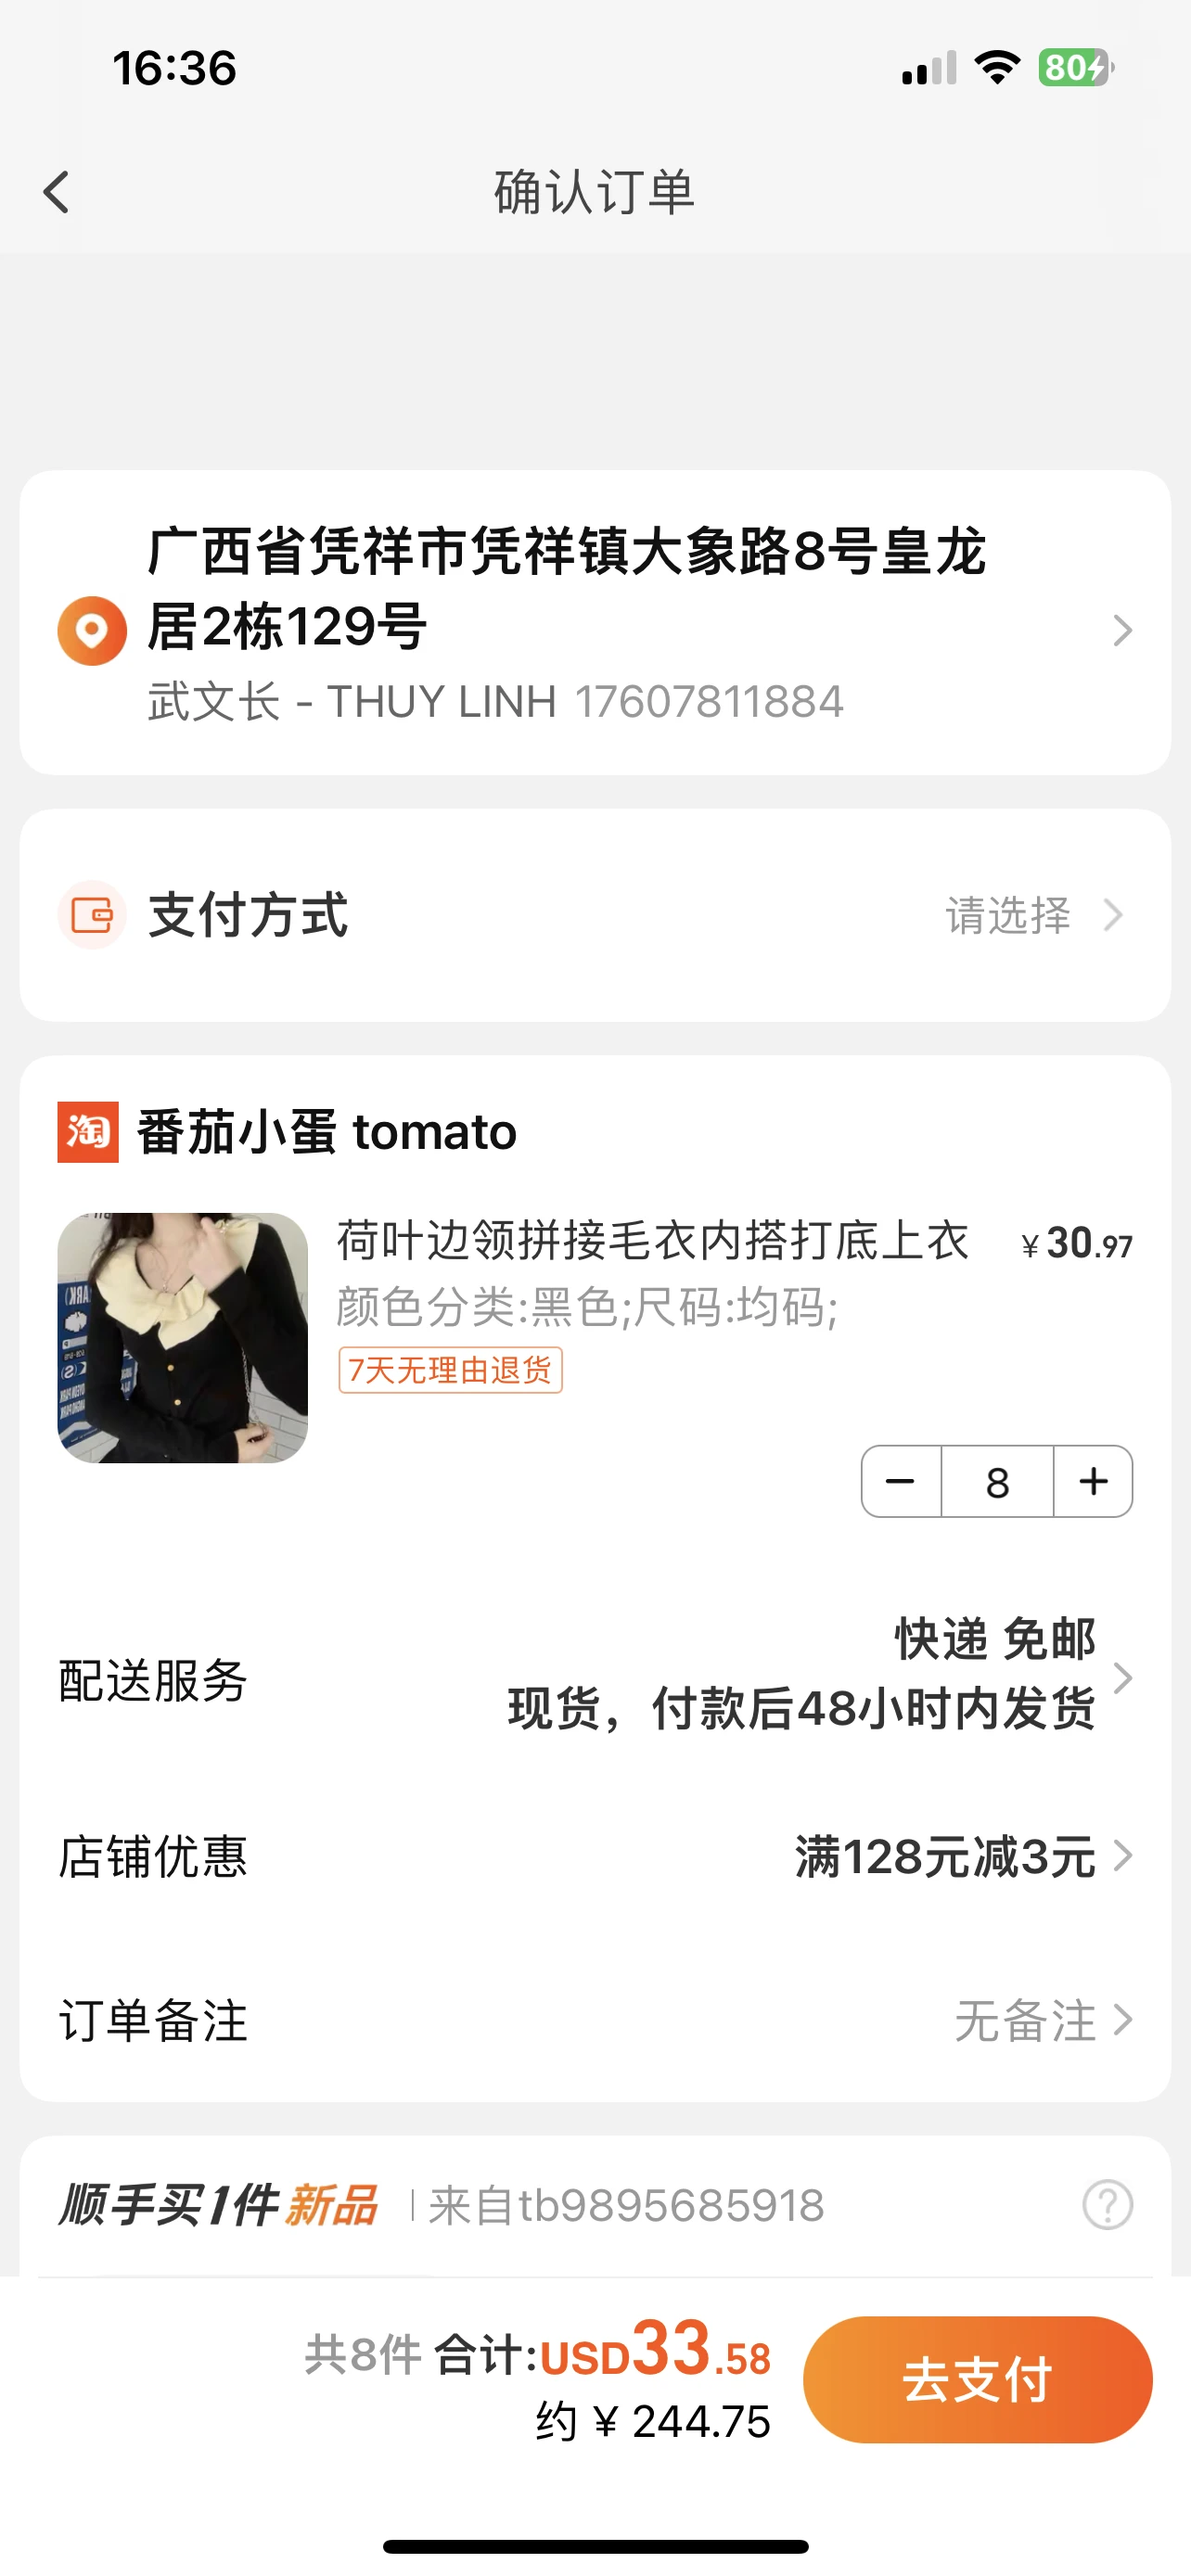 16:36
80
确认订单
广西省凭祥市凭祥镇大象路8号皇龙
居2栋129号
武文长 - THUY LINH 17607811884
支付方式
请选择
淘 番茄小蛋 tomato
荷叶边领拼接毛衣内搭打底上衣 ¥30.97
颜色分类:黑色;尺码:均码;
7天无理由退货
8
快递 免邮
配送服务
现货，付款后48小时内发货
店铺优惠 满128元减3元
订单备注 无备注
顺手买1件 新品 | 来自tb9895685918
共8件 合计:USD33.58
约 ¥ 244.75
去支付